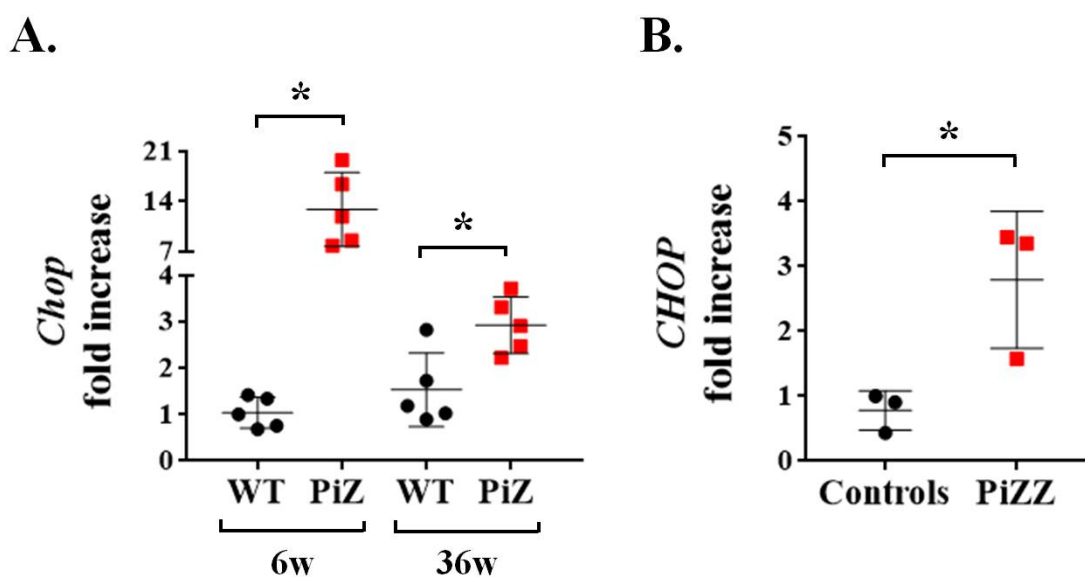 A.
*
*
Chop
fold increase
21
14
7
4
3
2
1
0
WT PiZ WT PiZ
6w 36w
B.
*
CHOP
fold increase
5
4
3
2
1
0
Controls PiZZ